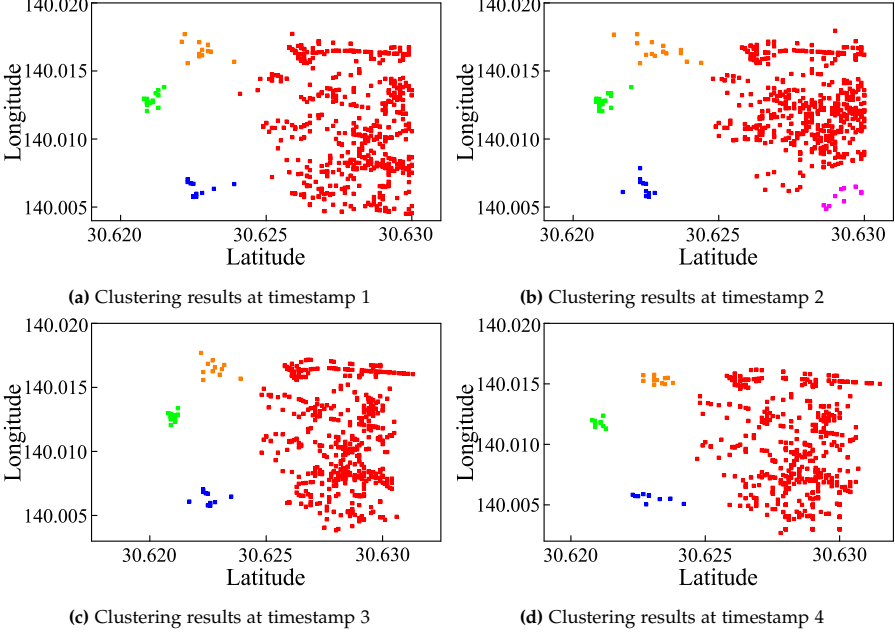 140.020
140.015
140.010
140.005
Longitude
30.620
30.625
30.630
Latitude
(a) Clustering results at timestamp 1
140.020
140.015
140.010
140.005
Longitude
30.620
30.625
30.630
Latitude
(b) Clustering results at timestamp 2
140.020
140.015
140.010
140.005
Longitude
30.620
30.625
30.630
Latitude
(c) Clustering results at timestamp 3
140.020
140.015
140.010
140.005
Longitude
30.620
30.625
30.630
Latitude
(d) Clustering results at timestamp 4